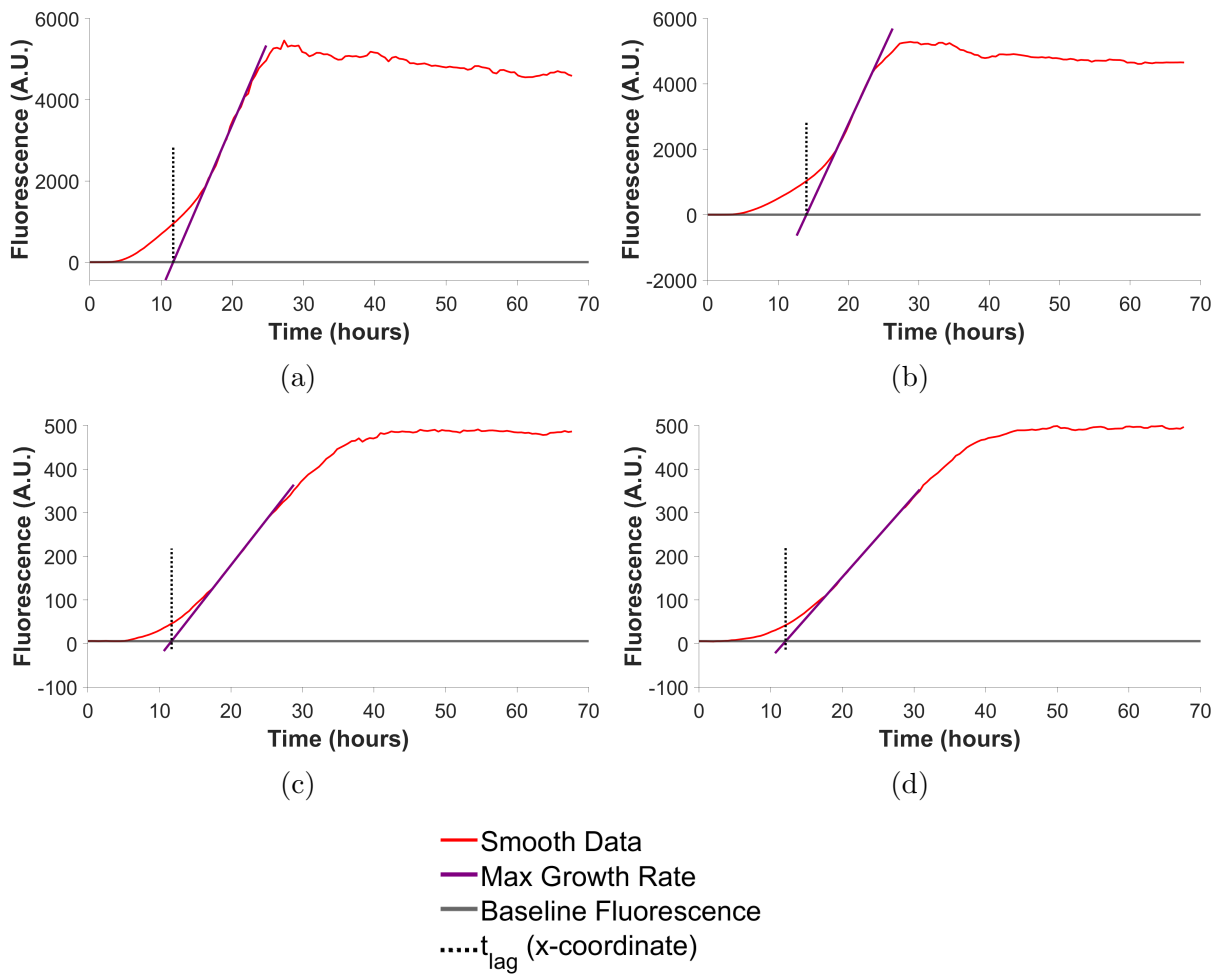 6000
4000
2000
0
Fluorescence (A.U.)
0 10 20 30 40 50 60 70
Time (hours)
(a)
6000
4000
2000
0
-2000
Fluorescence (A.U.)
0 10 20 30 40 50 60 70
Time (hours)
(b)
500
400
300
200
100
0
-100
Fluorescence (A.U.)
0 10 20 30 40 50 60 70
Time (hours)
(c)
500
400
300
200
100
0
-100
Fluorescence (A.U.)
0 10 20 30 40 50 60 70
Time (hours)
(d)
Smooth Data
Max Growth Rate
Baseline Fluorescence
t_lag (x-coordinate)